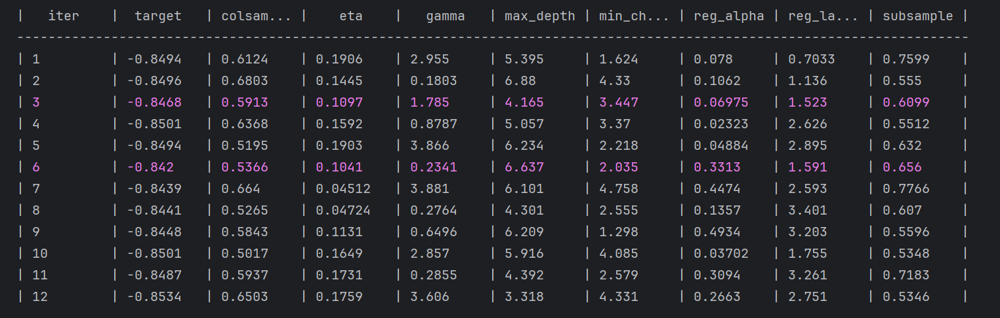 |   iter    |  target   | colsam... |    eta    |   gamma   | max_depth | min_ch... | reg_alpha | reg_la... | subsample |
-------------------------------------------------------------------------------------------------------------------------
| 1         | -0.8494   | 0.6124    | 0.1906    | 2.955     | 5.395     | 1.624     | 0.078     | 0.7033    | 0.7599    |
| 2         | -0.8496   | 0.6803    | 0.1445    | 0.1803    | 6.88      | 4.33      | 0.1062    | 1.136     | 0.555     |
| 3         | -0.8468   | 0.5913    | 0.1097    | 1.785     | 4.165     | 3.447     | 0.06975   | 1.523     | 0.6099    |
| 4         | -0.8501   | 0.6368    | 0.1592    | 0.8787    | 5.057     | 3.37      | 0.02323   | 2.626     | 0.5512    |
| 5         | -0.8494   | 0.5195    | 0.1903    | 3.866     | 6.234     | 2.218     | 0.04884   | 2.895     | 0.632     |
| 6         | -0.842    | 0.5366    | 0.1041    | 0.2341    | 6.637     | 2.035     | 0.3313    | 1.591     | 0.656     |
| 7         | -0.8439   | 0.664     | 0.04512   | 3.881     | 6.101     | 4.758     | 0.4474    | 2.593     | 0.7766    |
| 8         | -0.8441   | 0.5265    | 0.04724   | 0.2764    | 4.301     | 2.555     | 0.1357    | 3.401     | 0.607     |
| 9         | -0.8448   | 0.5843    | 0.1131    | 0.6496    | 6.209     | 1.298     | 0.4934    | 3.203     | 0.5596    |
| 10        | -0.8501   | 0.5017    | 0.1649    | 2.857     | 5.916     | 4.085     | 0.03702   | 1.755     | 0.5348    |
| 11        | -0.8487   | 0.5937    | 0.1731    | 0.2855    | 4.392     | 2.579     | 0.3094    | 3.261     | 0.7183    |
| 12        | -0.8534   | 0.6503    | 0.1759    | 3.606     | 3.318     | 4.331     | 0.2663    | 2.751     | 0.5346    |